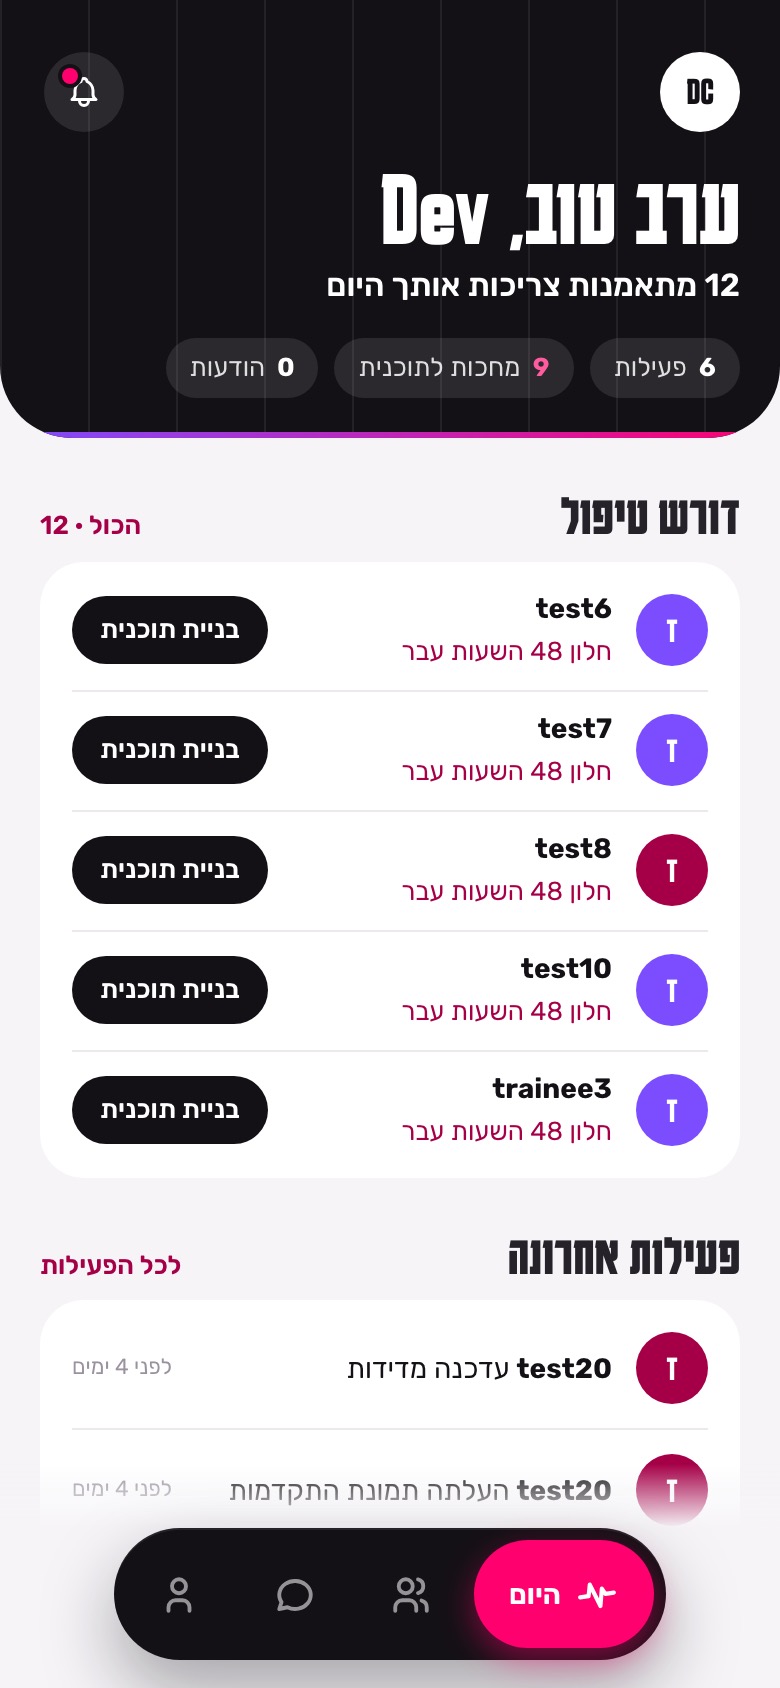 DC
ערב טוב, Dev
12 מתאמנות צריכות אותך היום
6 פעילות
9 מחכות לתוכנית
0 הודעות
דורש טיפול
הכול · 12
ז
test6
חלון 48 השעות עבר
בניית תוכנית
ז
test7
חלון 48 השעות עבר
בניית תוכנית
ז
test8
חלון 48 השעות עבר
בניית תוכנית
ז
test10
חלון 48 השעות עבר
בניית תוכנית
ז
trainee3
חלון 48 השעות עבר
בניית תוכנית
פעילות אחרונה
לכל הפעילות
ז
test20 עדכנה מדידות
לפני 4 ימים
ז
test20 העלתה תמונת התקדמות
לפני 4 ימים
היום